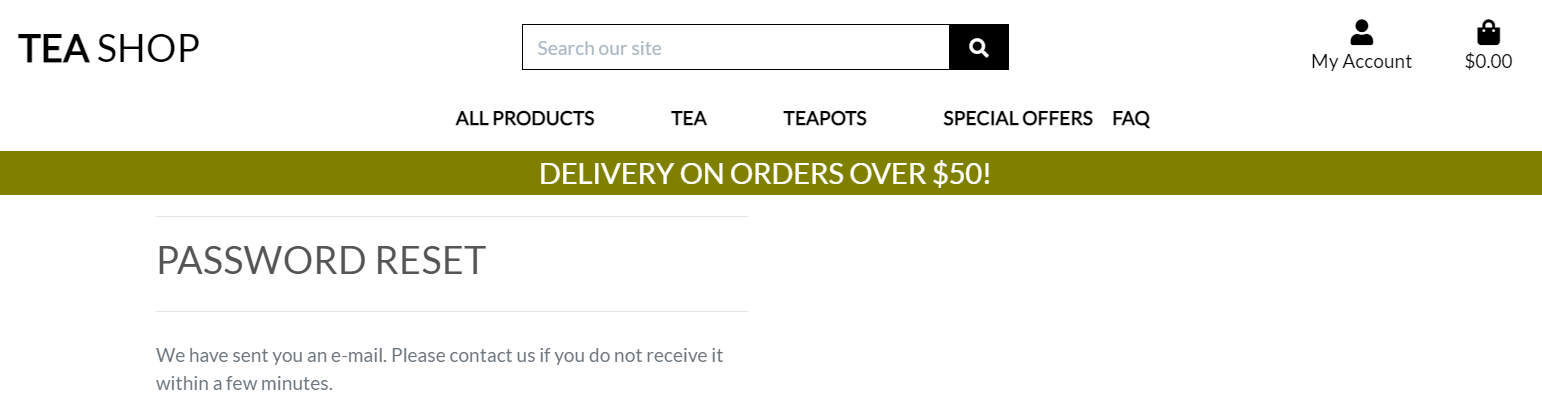 TEA SHOP
Search our site
My Account
$0.00
ALL PRODUCTS TEA TEAPOTS SPECIAL OFFERS FAQ
DELIVERY ON ORDERS OVER $50!
PASSWORD RESET
We have sent you an e-mail. Please contact us if you do not receive it
within a few minutes.